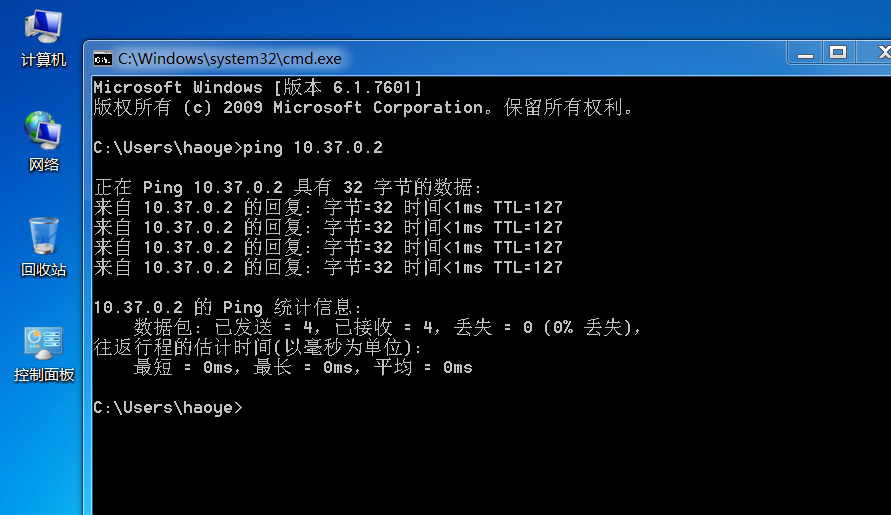 计算机
网络
回收站
控制面板
C:\Windows\system32\cmd.exe
Microsoft Windows [版本 6.1.7601]
版权所有 (c) 2009 Microsoft Corporation。保留所有权利。
C:\Users\haoye>ping 10.37.0.2
正在 Ping 10.37.0.2 具有 32 字节的数据:
来自 10.37.0.2 的回复: 字节=32 时间<1ms TTL=127
来自 10.37.0.2 的回复: 字节=32 时间<1ms TTL=127
来自 10.37.0.2 的回复: 字节=32 时间<1ms TTL=127
来自 10.37.0.2 的回复: 字节=32 时间<1ms TTL=127
10.37.0.2 的 Ping 统计信息:
数据包: 已发送 = 4，已接收 = 4，丢失 = 0 (0% 丢失)，
往返行程的估计时间(以毫秒为单位):
最短 = 0ms，最长 = 0ms，平均 = 0ms
C:\Users\haoye>